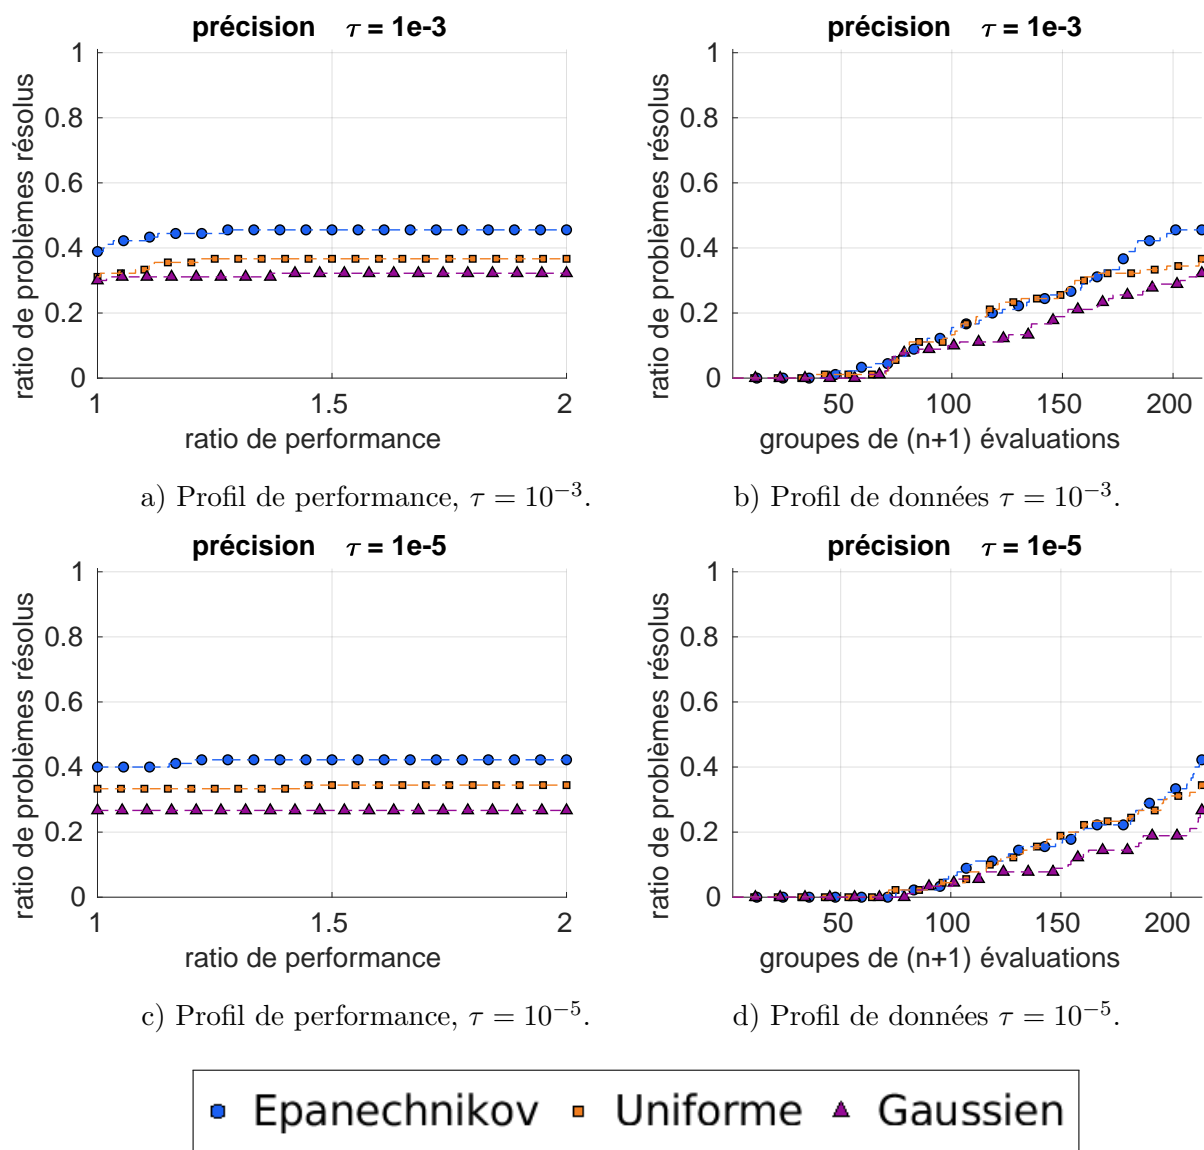 précision τ = 1e-3
ratio de problèmes résolus
1
0.8
0.6
0.4
0.2
0
1
1.5
2
ratio de performance
a) Profil de performance, τ = 10⁻³.
précision τ = 1e-3
ratio de problèmes résolus
1
0.8
0.6
0.4
0.2
0
50
100
150
200
groupes de (n+1) évaluations
b) Profil de données τ = 10⁻³.
précision τ = 1e-5
ratio de problèmes résolus
1
0.8
0.6
0.4
0.2
0
1
1.5
2
ratio de performance
c) Profil de performance, τ = 10⁻⁵.
précision τ = 1e-5
ratio de problèmes résolus
1
0.8
0.6
0.4
0.2
0
50
100
150
200
groupes de (n+1) évaluations
d) Profil de données τ = 10⁻⁵.
Epanechnikov Uniforme Gaussien